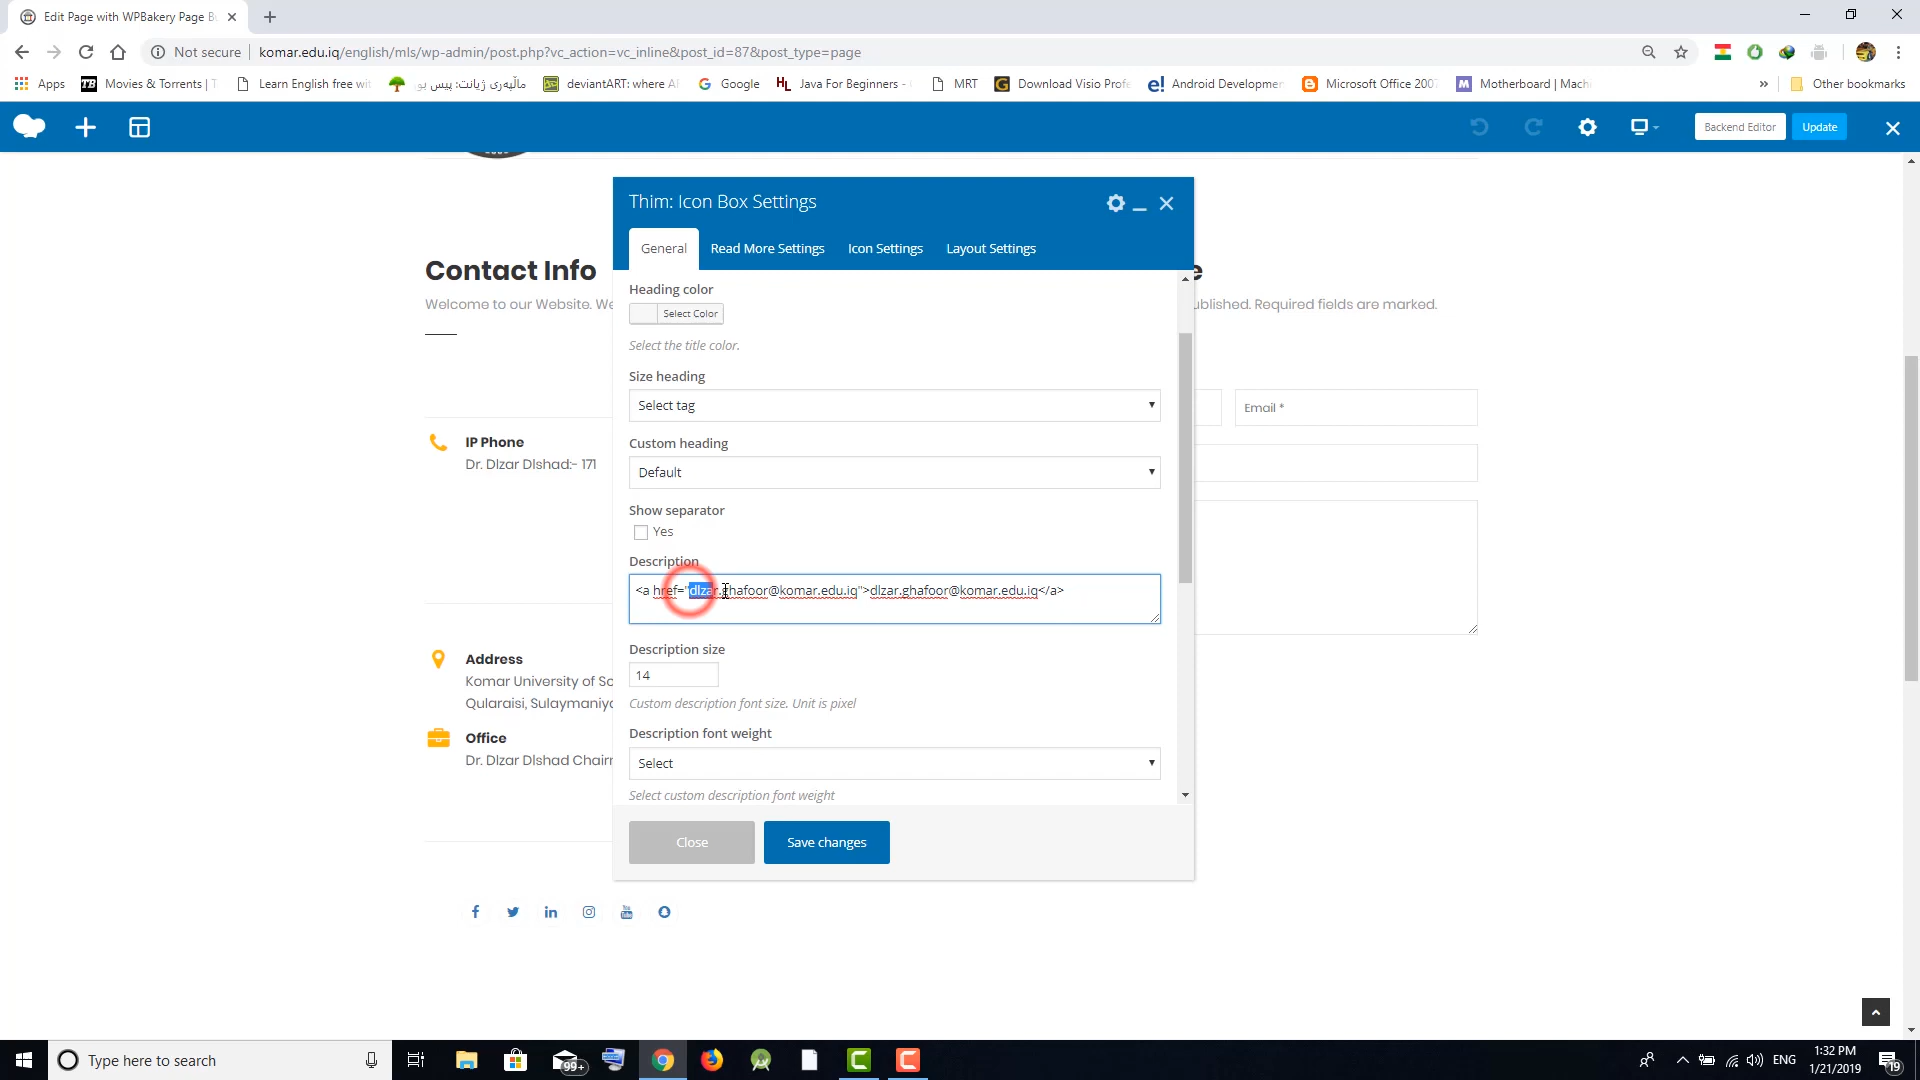 Edit Page with WPBakery Page Bu
Not secure
komar.edu.iq/english/mls/wp-admin/post.php?vc_action=vc_inline&post_id=87&post_type=page
Apps
Movies & Torrents | T
Learn English free wit
deviantART: where A
Google
Java For Beginners -
MRT
Download Visio Profe
Android Developmen
Microsoft Office 2007
Motherboard | Mach
»
Other bookmarks
Backend Editor
Update
Thim: Icon Box Settings
General
Read More Settings
Icon Settings
Layout Settings
Contact Info
e
Welcome to our Website. We
ublished. Required fields are marked.
Heading color
Select Color
Select the title color.
Size heading
Select tag
Email *
Custom heading
IP Phone
Dr. Dlzar Dlshad:- 171
Default
Show separator
Yes
Description
<a href="dlzar.ghafoor@komar.edu.iq">dlzar.ghafoor@komar.edu.iq</a>
Description size
Address
14
Komar University of Sc
Qularaisi, Sulaymaniya
Custom description font size. Unit is pixel
Description font weight
Office
Dr. Dlzar Dlshad Chairr
Select
Select custom description font weight
Close
Save changes
Type here to search
99+
ENG
1:32 PM
1/21/2019
19